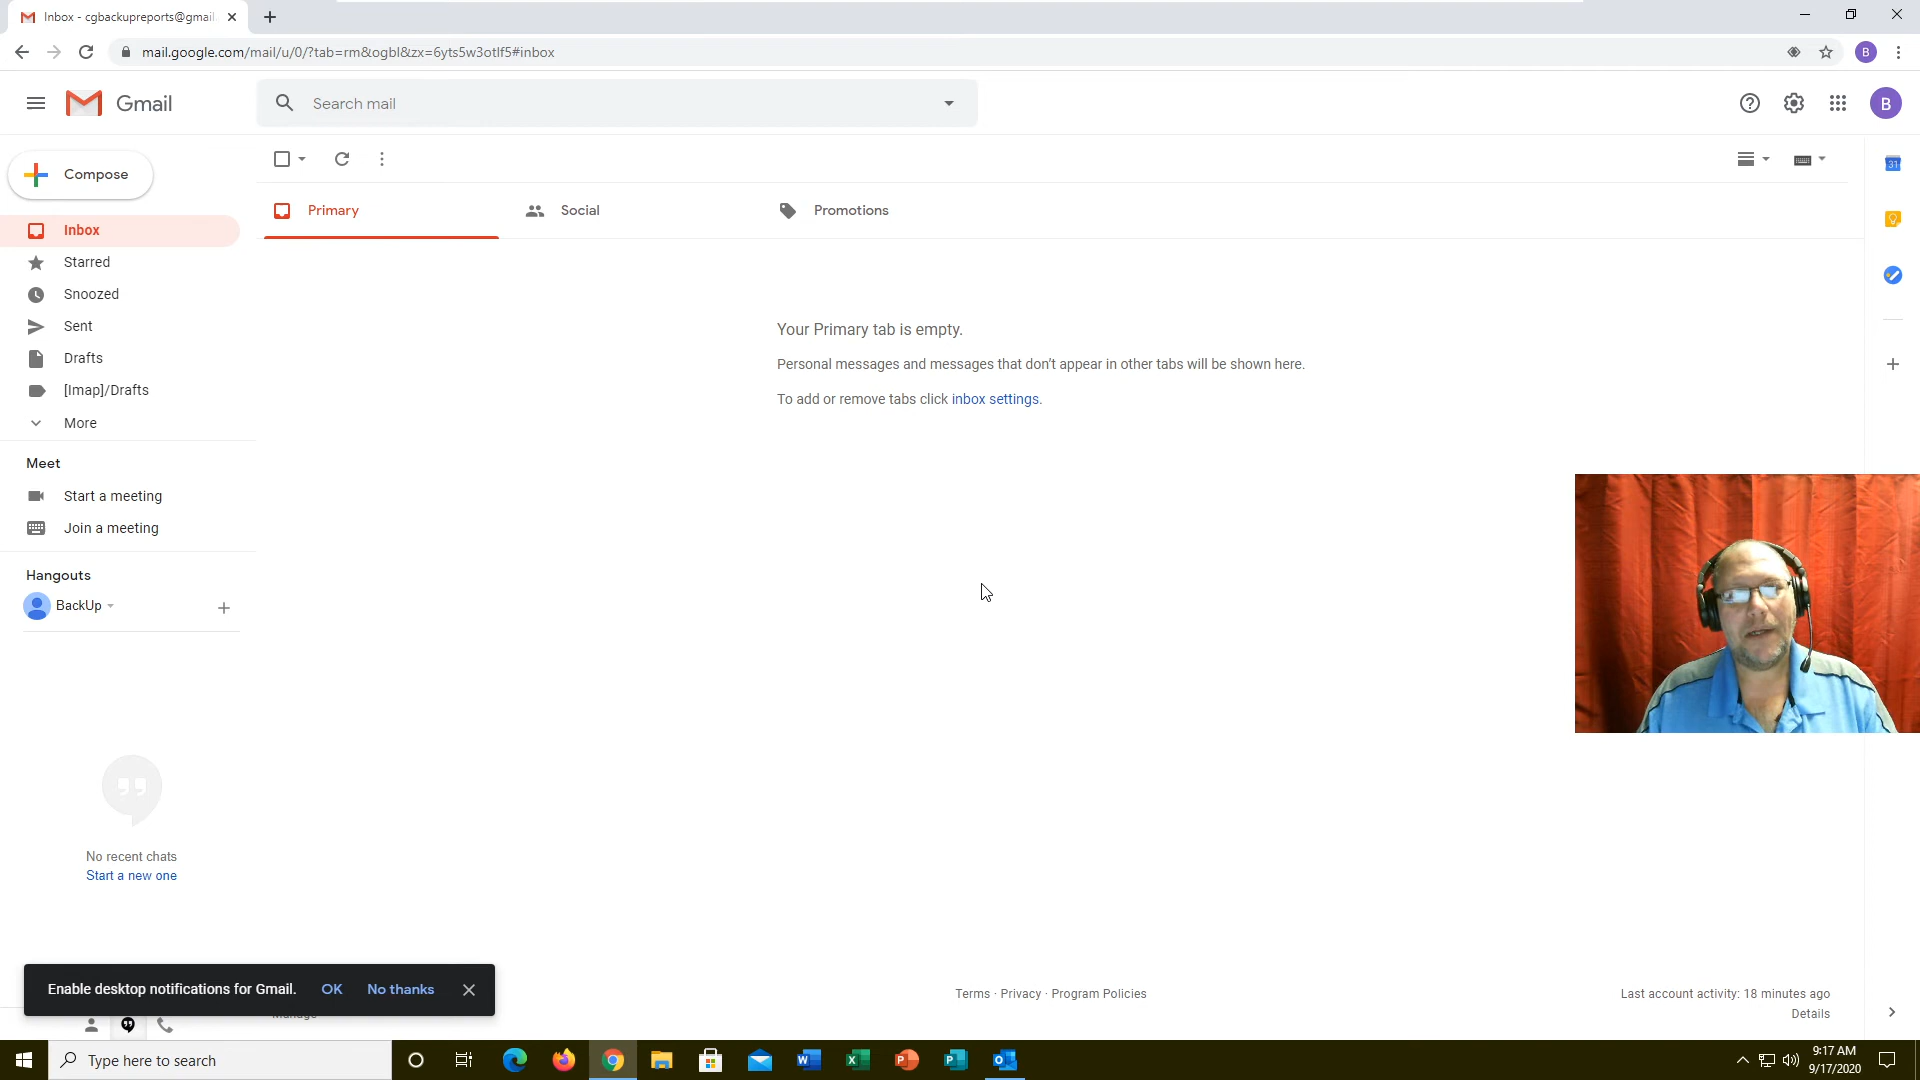 Inbox - cgbackupreports@gmail.
mail.google.com/mail/u/0/?tab=rm&ogbl&zx=6yts5w3otlf5#inbox
B
Gmail
Search mail
B
Compose
Primary
Social
Promotions
31
Inbox
Starred
Snoozed
Sent
Drafts
[Imap]/Drafts
More
Your Primary tab is empty.
Personal messages and messages that don't appear in other tabs will be shown here.
To add or remove tabs click inbox settings.
Meet
Start a meeting
Join a meeting
Hangouts
BackUp
No recent chats
Start a new one
Enable desktop notifications for Gmail. OK No thanks
Manage
Terms · Privacy · Program Policies
Last account activity: 18 minutes ago
Details
Type here to search
9:17 AM
9/17/2020